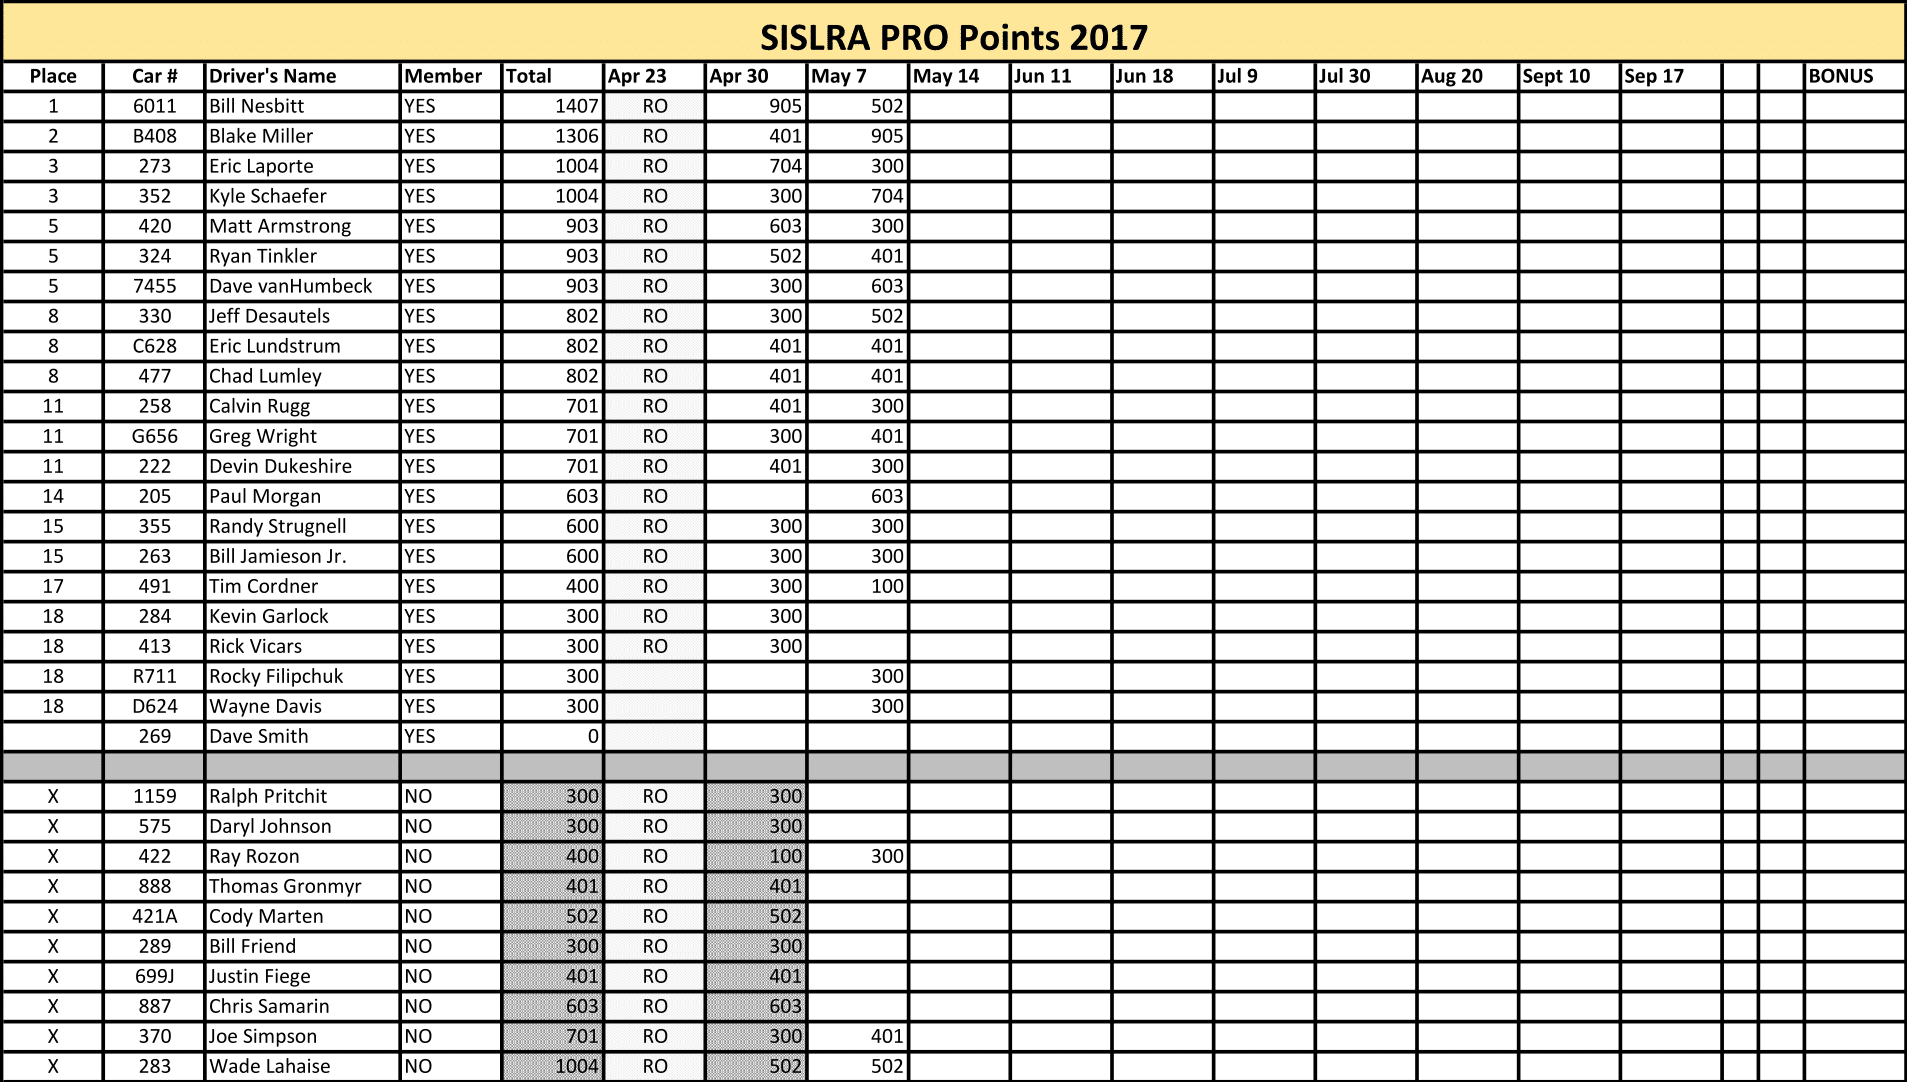 SISLRA PRO Points 2017
Place Car # Driver's Name Member Total Apr 23 Apr 30 May 7 May 14 Jun 11 Jun 18 Jul 9 Jul 30 Aug 20 Sept 10 Sep 17 BONUS
1 6011 Bill Nesbitt YES 1407 RO 905 502
2 B408 Blake Miller YES 1306 RO 401 905
3 273 Eric Laporte YES 1004 RO 704 300
3 352 Kyle Schaefer YES 1004 RO 300 704
5 420 Matt Armstrong YES 903 RO 603 300
5 324 Ryan Tinkler YES 903 RO 502 401
5 7455 Dave vanHumbeck YES 903 RO 300 603
8 330 Jeff Desautels YES 802 RO 300 502
8 C628 Eric Lundstrum YES 802 RO 401 401
8 477 Chad Lumley YES 802 RO 401 401
11 258 Calvin Rugg YES 701 RO 401 300
11 G656 Greg Wright YES 701 RO 300 401
11 222 Devin Dukeshire YES 701 RO 401 300
14 205 Paul Morgan YES 603 RO 603
15 355 Randy Strugnell YES 600 RO 300 300
15 263 Bill Jamieson Jr. YES 600 RO 300 300
17 491 Tim Cordner YES 400 RO 300 100
18 284 Kevin Garlock YES 300 RO 300
18 413 Rick Vicars YES 300 RO 300
18 R711 Rocky Filipchuk YES 300 300
18 D624 Wayne Davis YES 300 300
269 Dave Smith YES 0
X 1159 Ralph Pritchit NO 300 RO 300
X 575 Daryl Johnson NO 300 RO 300
X 422 Ray Rozon NO 400 RO 100 300
X 888 Thomas Gronmyr NO 401 RO 401
X 421A Cody Marten NO 502 RO 502
X 289 Bill Friend NO 300 RO 300
X 699J Justin Fiege NO 401 RO 401
X 887 Chris Samarin NO 603 RO 603
X 370 Joe Simpson NO 701 RO 300 401
X 283 Wade Lahaise NO 1004 RO 502 502